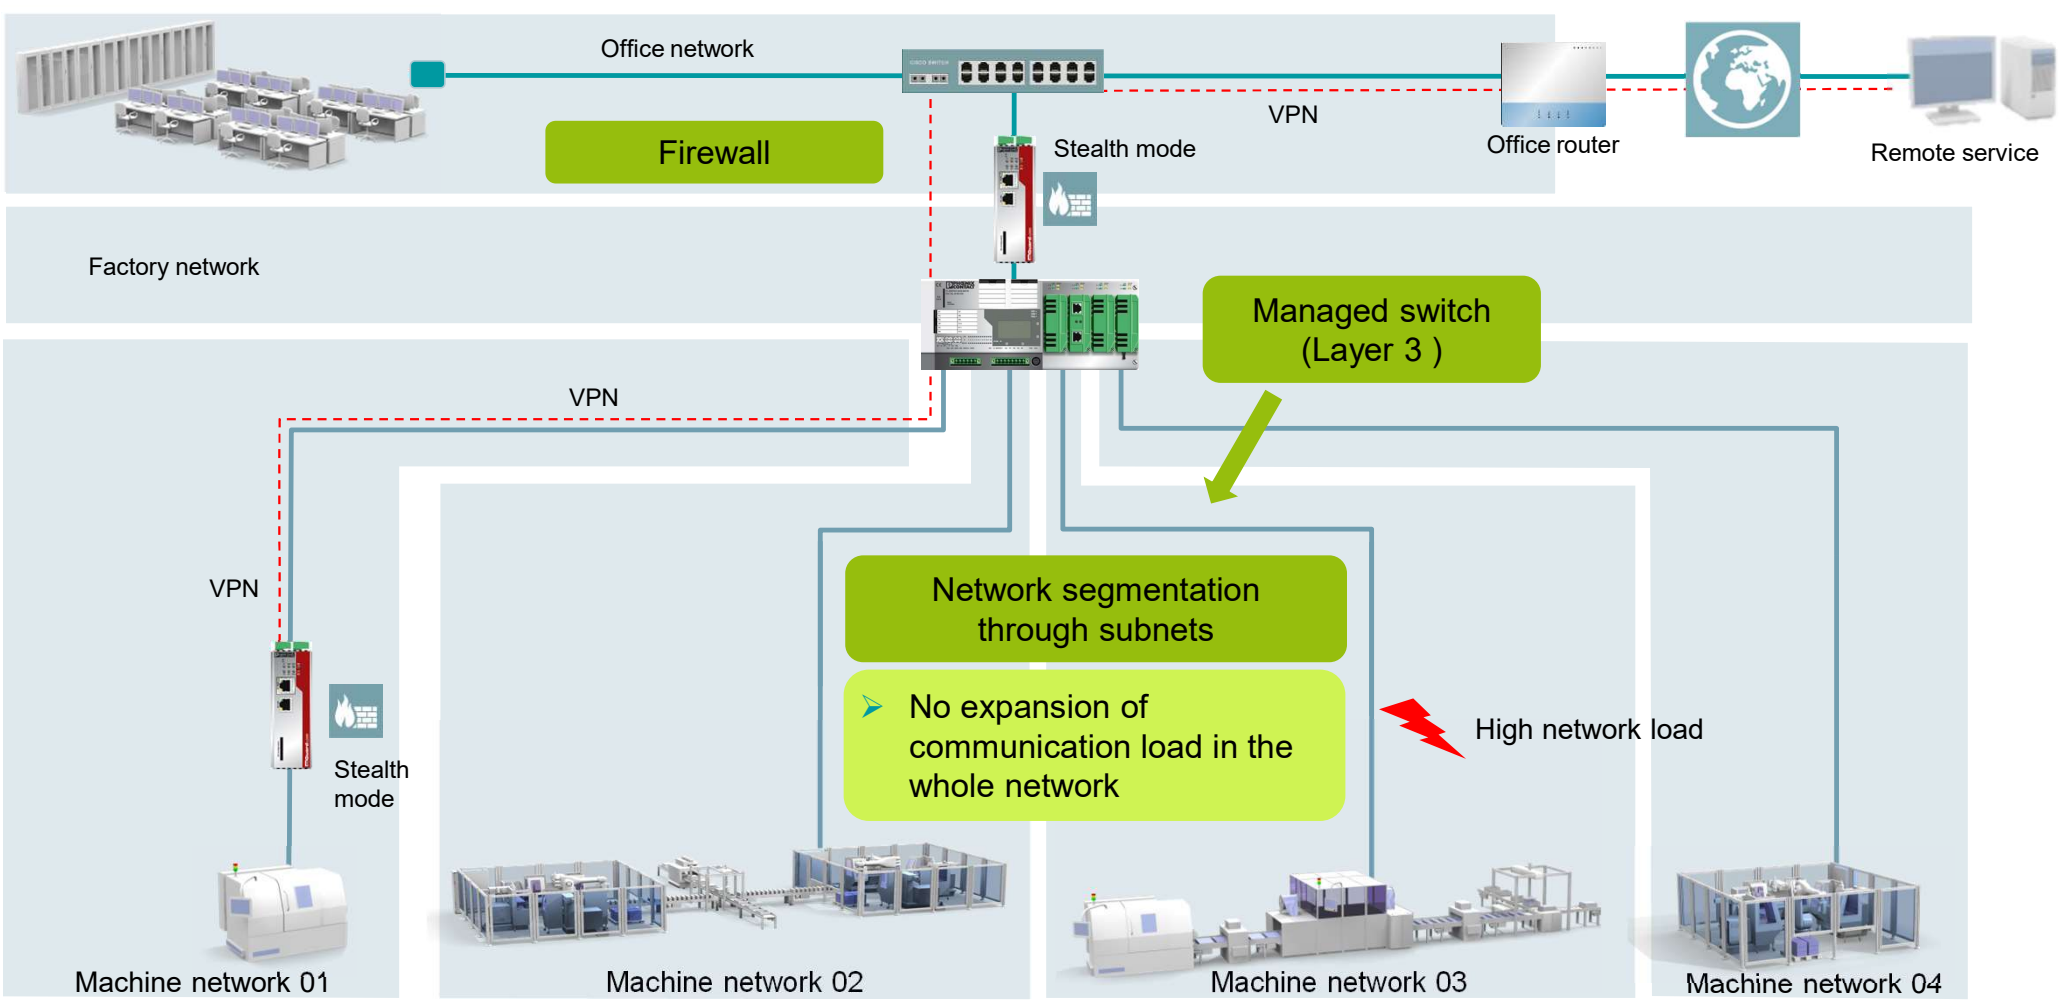 Office network
VPN
Firewall
Stealth mode
Office router
Remote service
Factory network
PHOENIX
CONTACT
Managed switch
(Layer 3 )
VPN
VPN
Network segmentation
through subnets
No expansion of
communication load in the
whole network
High network load
Stealth
mode
Machine network 01
Machine network 02
Machine network 03
Machine network 04